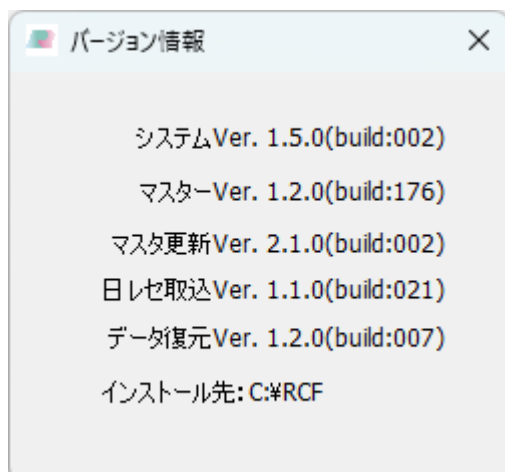 バージョン情報
システムVer. 1.5.0(build:002)
マスターVer. 1.2.0(build:176)
マスタ更新Ver. 2.1.0(build:002)
日レセ取込Ver. 1.1.0(build:021)
データ復元Ver. 1.2.0(build:007)
インストール先: C:¥RCF